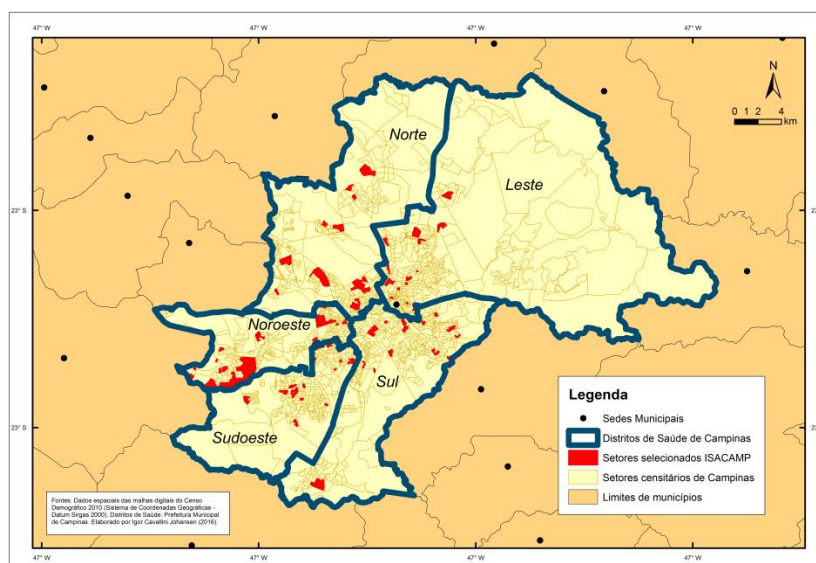 47° W 47° W 47° W 47° W
N
0 1 2 4
km
Norte
Leste
23° S 23° S
Noroeste
Sul
Sudoeste
Legenda
Sedes Municipais
Distritos de Saúde de Campinas
Setores selecionados ISACAMP
Setores censitários de Campinas
Limites de municípios
23° S 23° S
Fontes: Dados espaciais das malhas digitais do Censo
Demográfico 2010 (Sistema de Coordenadas Geográficas -
Datum Sirgas 2000). Distritos de Saúde: Prefeitura Municipal
de Campinas. Elaborado por Igor Cavallini Johansen (2016).
47° W 47° W 47° W 47° W